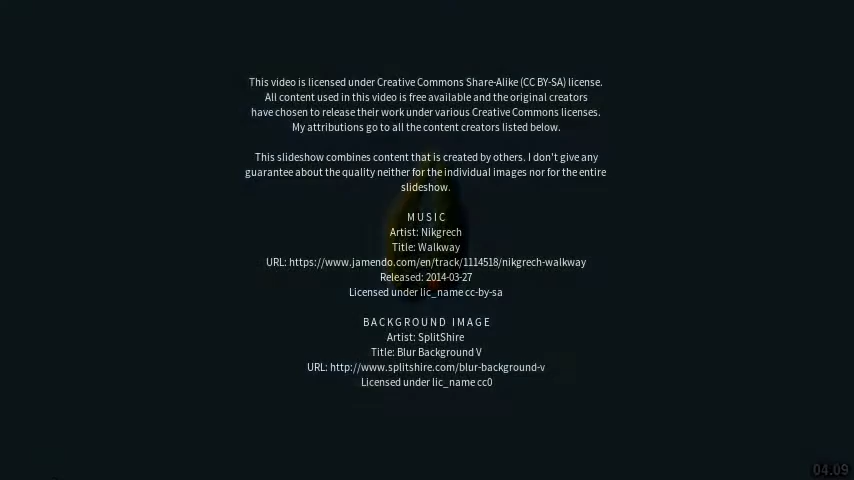 This video is licensed under Creative Commons Share-Alike (CC BY-SA) license.
All content used in this video is free available and the original creators
have chosen to release their work under various Creative Commons licenses.
My attributions go to all the content creators listed below.
This slideshow combines content that is created by others. I don't give any
guarantee about the quality neither for the individual images nor for the entire
slideshow.
MUSIC
Artist: Nikgrech
Title: Walkway
URL: https://www.jamendo.com/en/track/1114518/nikgrech-walkway
Released: 2014-03-27
Licensed under lic_name cc-by-sa
BACKGROUND IMAGE
Artist: SplitShire
Title: Blur Background V
URL: http://www.splitshire.com/blur-background-v
Licensed under lic_name cc0
04.09